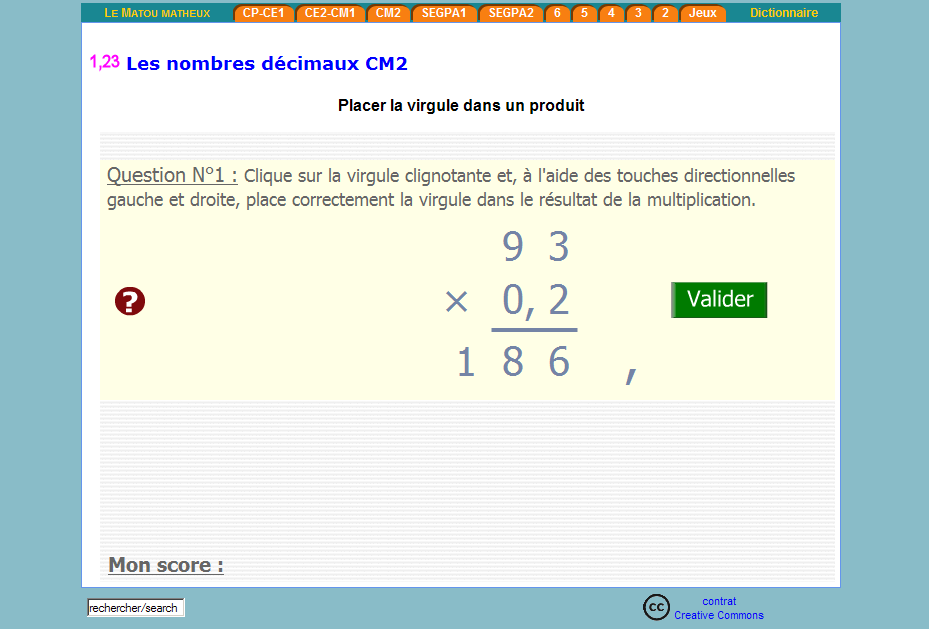 LE MATOU MATHEUX CP-CE1 CE2-CM1 CM2 SEGPA1 SEGPA2 6 5 4 3 2 Jeux Dictionnaire
1,23 Les nombres décimaux CM2
Placer la virgule dans un produit
Question N°1 : Clique sur la virgule clignotante et, à l'aide des touches directionnelles
gauche et droite, place correctement la virgule dans le résultat de la multiplication.
9 3
? × 0, 2 Valider
1 8 6 ,
Mon score :
rechercher/search
cc contrat
Creative Commons